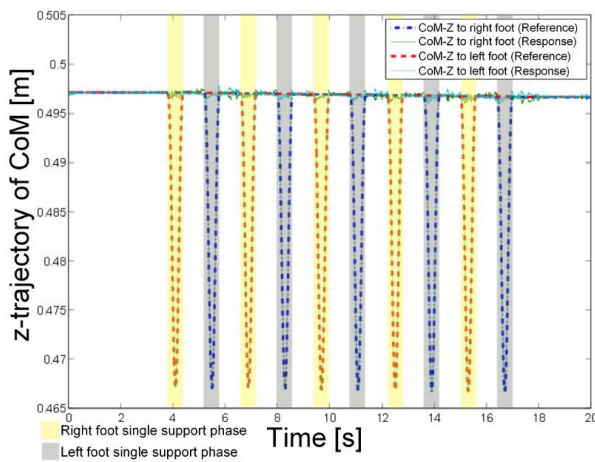 0.505
0.5
0.495
0.49
0.485
0.48
0.475
0.47
0.465
z-trajectory of CoM [m]
CoM-Z to right foot (Reference)
CoM-Z to right foot (Response)
CoM-Z to left foot (Reference)
CoM-Z to left foot (Response)
0 2 4 6 8 10 12 14 16 18 20
Time [s]
Right foot single support phase
Left foot single support phase